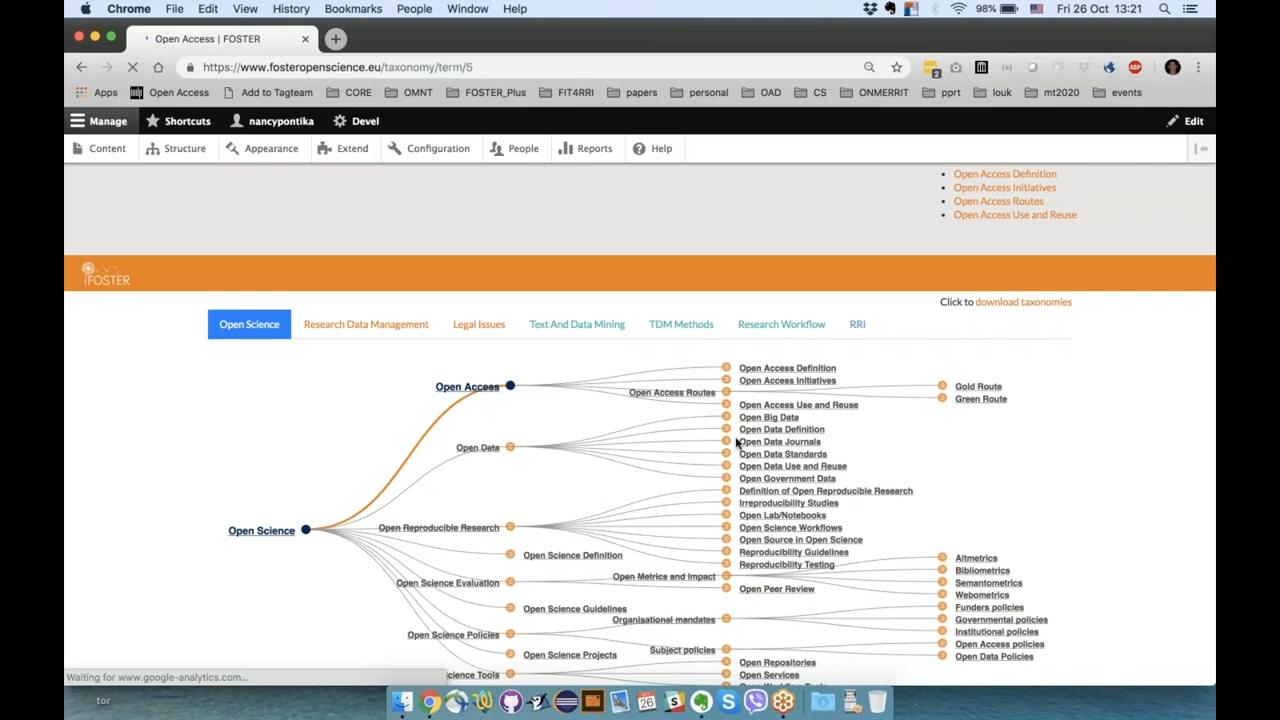 Chrome File Edit View History Bookmarks People Window Help 98% Fri 26 Oct 13:21
Open Access | FOSTER
https://www.fosteropenscience.eu/taxonomy/term/5 2 ABP
Apps Open Access Add to Tagteam CORE OMNT FOSTER_Plus FIT4RRI papers personal OAD CS ONMERRIT pprt louk mt2020 events
Manage Shortcuts nancypontika Devel Edit
Content Structure Appearance Extend Configuration People Reports Help
Open Access Definition
Open Access Initiatives
Open Access Routes
Open Access Use and Reuse
FOSTER
Click to download taxonomies
Open Science Research Data Management Legal Issues Text And Data Mining TDM Methods Research Workflow RRI
Open Access Definition
Open Access Initiatives
Open Access
Gold Route
Open Access Routes
Green Route
Open Access Use and Reuse
Open Big Data
Open Data Definition
Open Data Journals
Open Data
Open Data Standards
Open Data Use and Reuse
Open Government Data
Definition of Open Reproducible Research
Irreproducibility Studies
Open Lab/Notebooks
Open Science
Open Reproducible Research
Open Science Workflows
Open Source in Open Science
Reproducibility Guidelines
Open Science Definition
Altmetrics
Reproducibility Testing
Bibliometrics
Open Metrics and Impact
Open Science Evaluation
Semantometrics
Open Peer Review
Webometrics
Open Science Guidelines
Funders policies
Organisational mandates
Governmental policies
Open Science Policies
Institutional policies
Open Access policies
Subject policies
Open Science Projects
Open Data Policies
Open Repositories
cience Tools
Open Services
Waiting for www.google-analytics.com...
tor
OCT
26